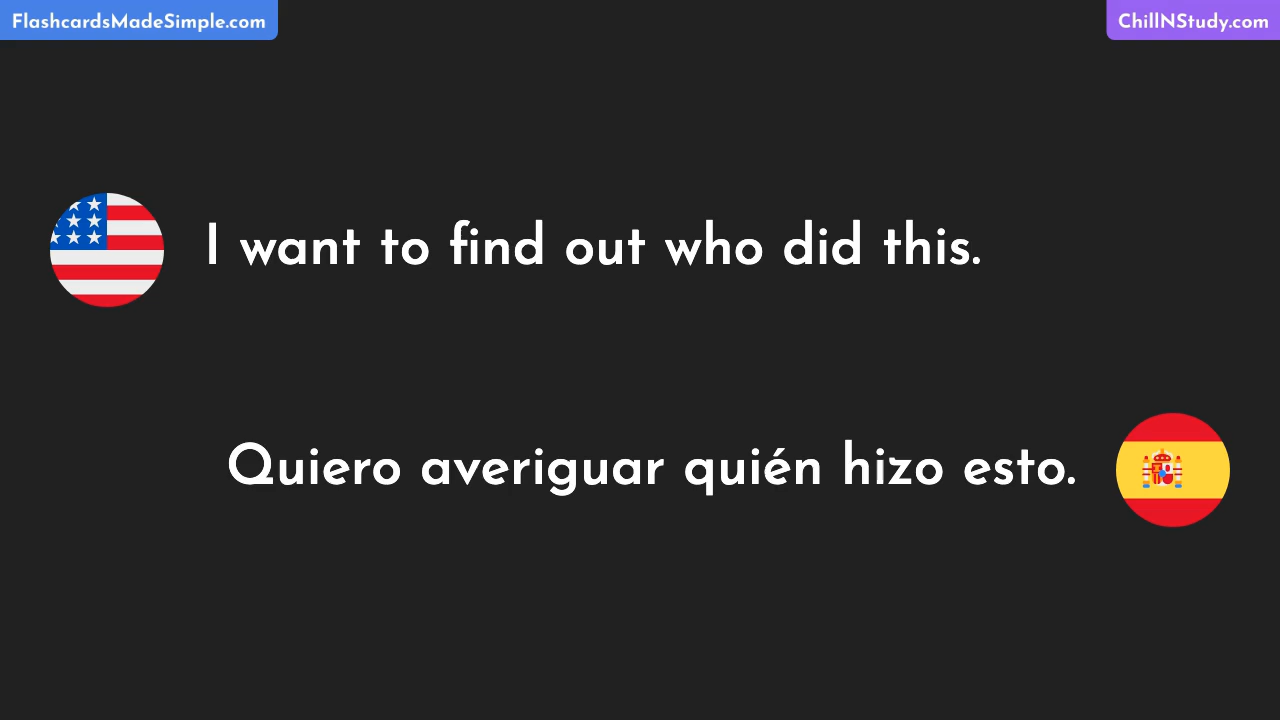 FlashcardsMadeSimple.com
ChillNStudy.com
I want to find out who did this.
Quiero averiguar quién hizo esto.